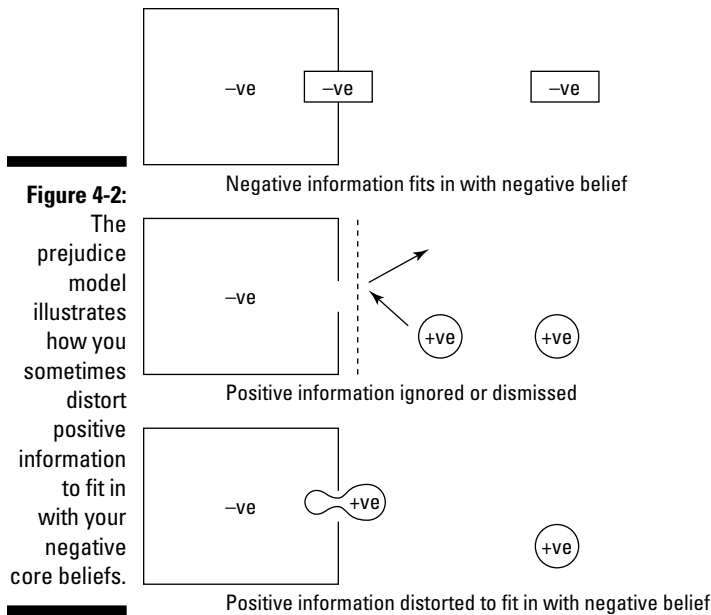 –ve –ve –ve
Negative information fits in with negative belief
Figure 4-2:
The
prejudice
model
illustrates
how you
sometimes
distort
positive
information
to fit in
with your
negative
core beliefs.
–ve +ve +ve
Positive information ignored or dismissed
–ve +ve
+ve
Positive information distorted to fit in with negative belief